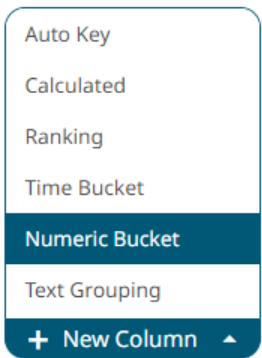 Auto Key
Calculated
Ranking
Time Bucket
Numeric Bucket
Text Grouping
+ New Column